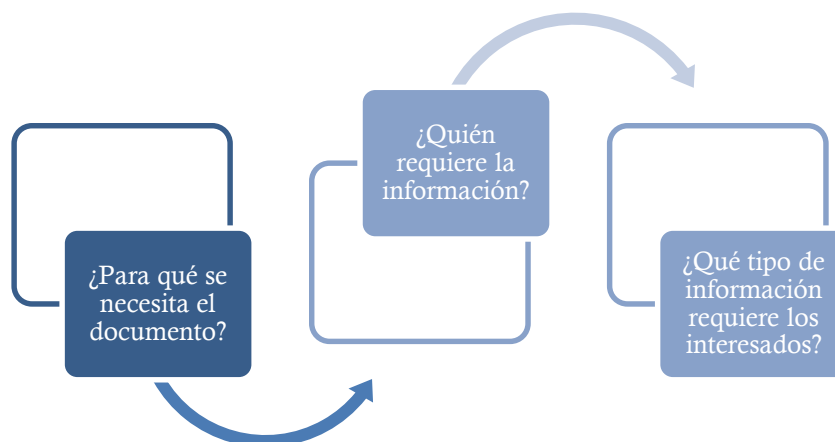 ¿Para qué se
necesita el
documento?
¿Quién
requiere la
información?
¿Qué tipo de
información
requiere los
interesados?